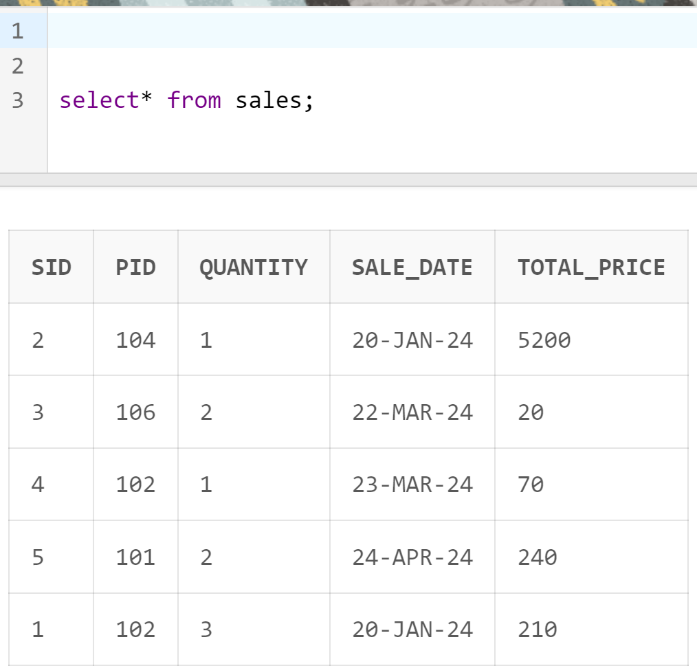 1
2
3 select* from sales;
SID PID QUANTITY SALE_DATE TOTAL_PRICE
2 104 1 20-JAN-24 5200
3 106 2 22-MAR-24 20
4 102 1 23-MAR-24 70
5 101 2 24-APR-24 240
1 102 3 20-JAN-24 210